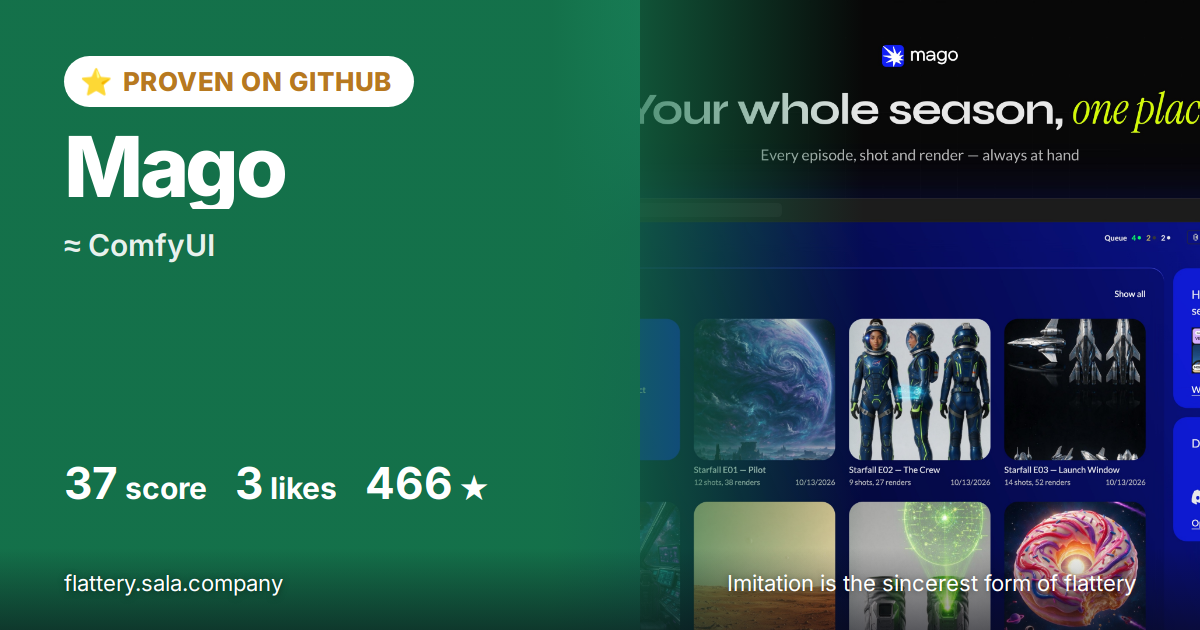 ⭐ PROVEN ON GITHUB
Mago
≈ ComfyUI
37 score 3 likes 466 ★
flattery.sala.company
mago
Your whole season, one plac
Every episode, shot and render — always at hand
Queue 4 2 2
Show all
Starfall E01 — Pilot
12 shots, 38 renders 10/13/2026
Starfall E02 — The Crew
9 shots, 27 renders 10/13/2026
Starfall E03 — Launch Window
14 shots, 52 renders 10/13/2026
Imitation is the sincerest form of flattery